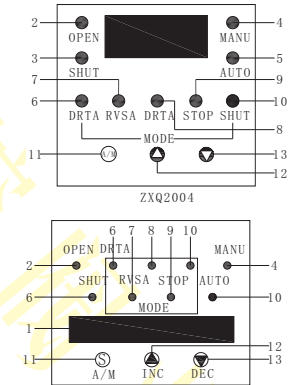 2 4
OPEN MANU
3 5
SHUT AUTO
7 9
6 10
DRTA RVSA DRTA STOP SHUT
8
MODE
11 A/M 13
12
ZXQ2004
6 7 8 9 10
OPEN DRTA MANU
2 4
SHUT RVSA STOP AUTO
6 10
MODE
1
12
11 S 13
A/M INC DEC